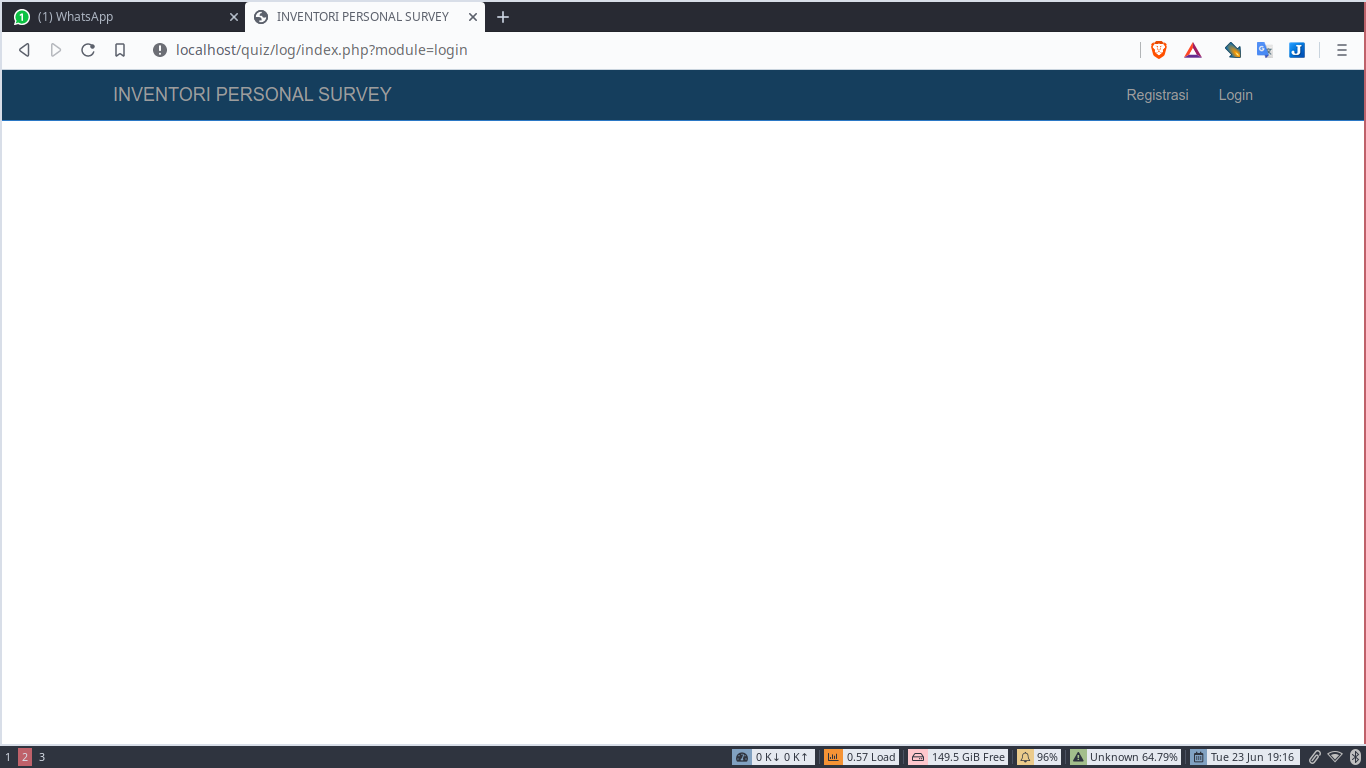 (1) WhatsApp
INVENTORI PERSONAL SURVEY
localhost/quiz/log/index.php?module=login
INVENTORI PERSONAL SURVEY
Registrasi
Login
1 2 3
0 K↓ 0 K↑
0.57 Load
149.5 GiB Free
96%
Unknown 64.79%
Tue 23 Jun 19:16